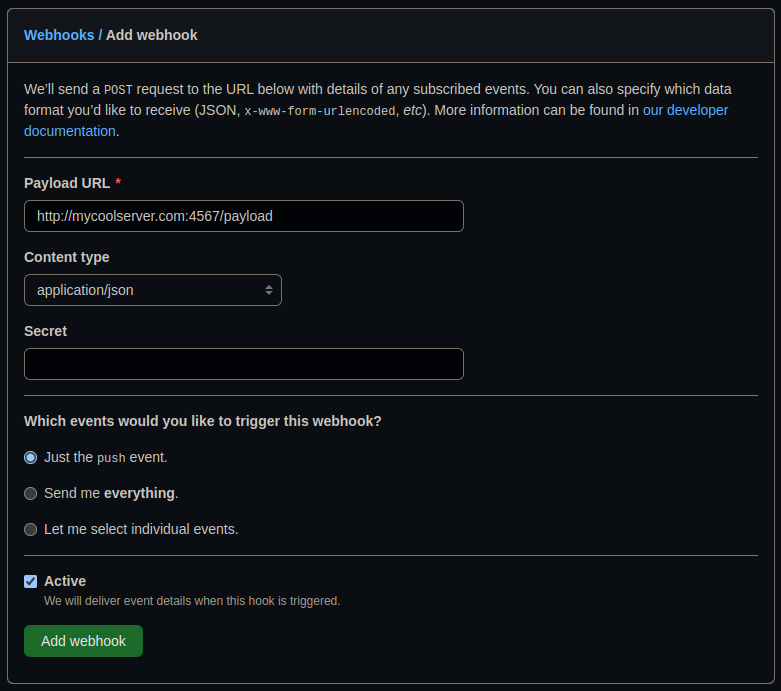 Webhooks / Add webhook
We’ll send a POST request to the URL below with details of any subscribed events. You can also specify which data
format you’d like to receive (JSON, x-www-form-urlencoded, etc). More information can be found in our developer
documentation.
Payload URL *
http://mycoolserver.com:4567/payload
Content type
application/json
Secret
Which events would you like to trigger this webhook?
Just the push event.
Send me everything.
Let me select individual events.
Active
We will deliver event details when this hook is triggered.
Add webhook